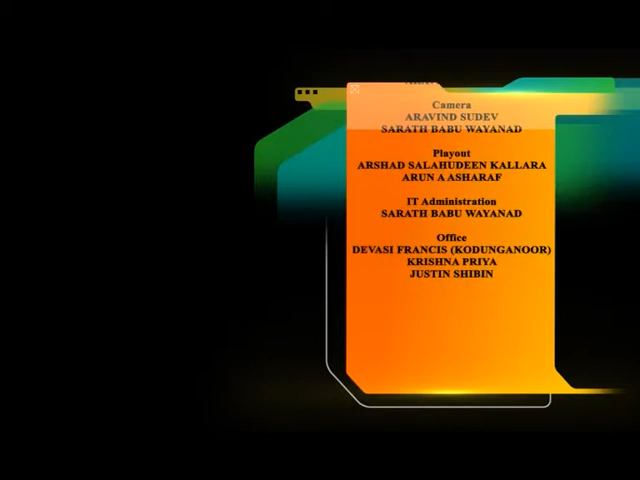 Camera
ARAVIND SUDEV
SARATH BABU WAYANAD
Playout
ARSHAD SALAHUDEEN KALLARA
ARUN A ASHARAF
IT Administration
SARATH BABU WAYANAD
Office
DEVASI FRANCIS (KODUNGANOOR)
KRISHNA PRIYA
JUSTIN SHIBIN